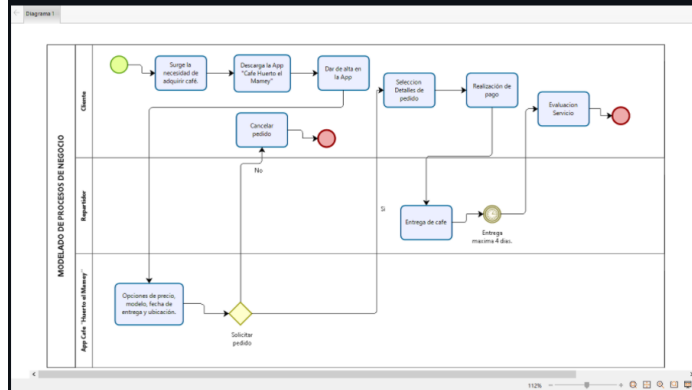 Diagrama 1
MODELADO DE PROCESOS DE NEGOCIO
Cliente
Surge la
necesidad de
adquirir café.
Descarga la App
"Cafa Huerto el
Mamey"
Dar de alta en
la App
Seleccion
Detalles de
pedido
Realización de
pago
Evaluacion
Servicio
Cancelar
pedido
No
Repartidor
Si
Entrega de cafe
Entrega
maxima 4 dias.
App Cafe "Huerto el Mamey"
Opciones de precio,
modelo, fecha de
entrega y ubicación.
Solicitar
pedido
112%